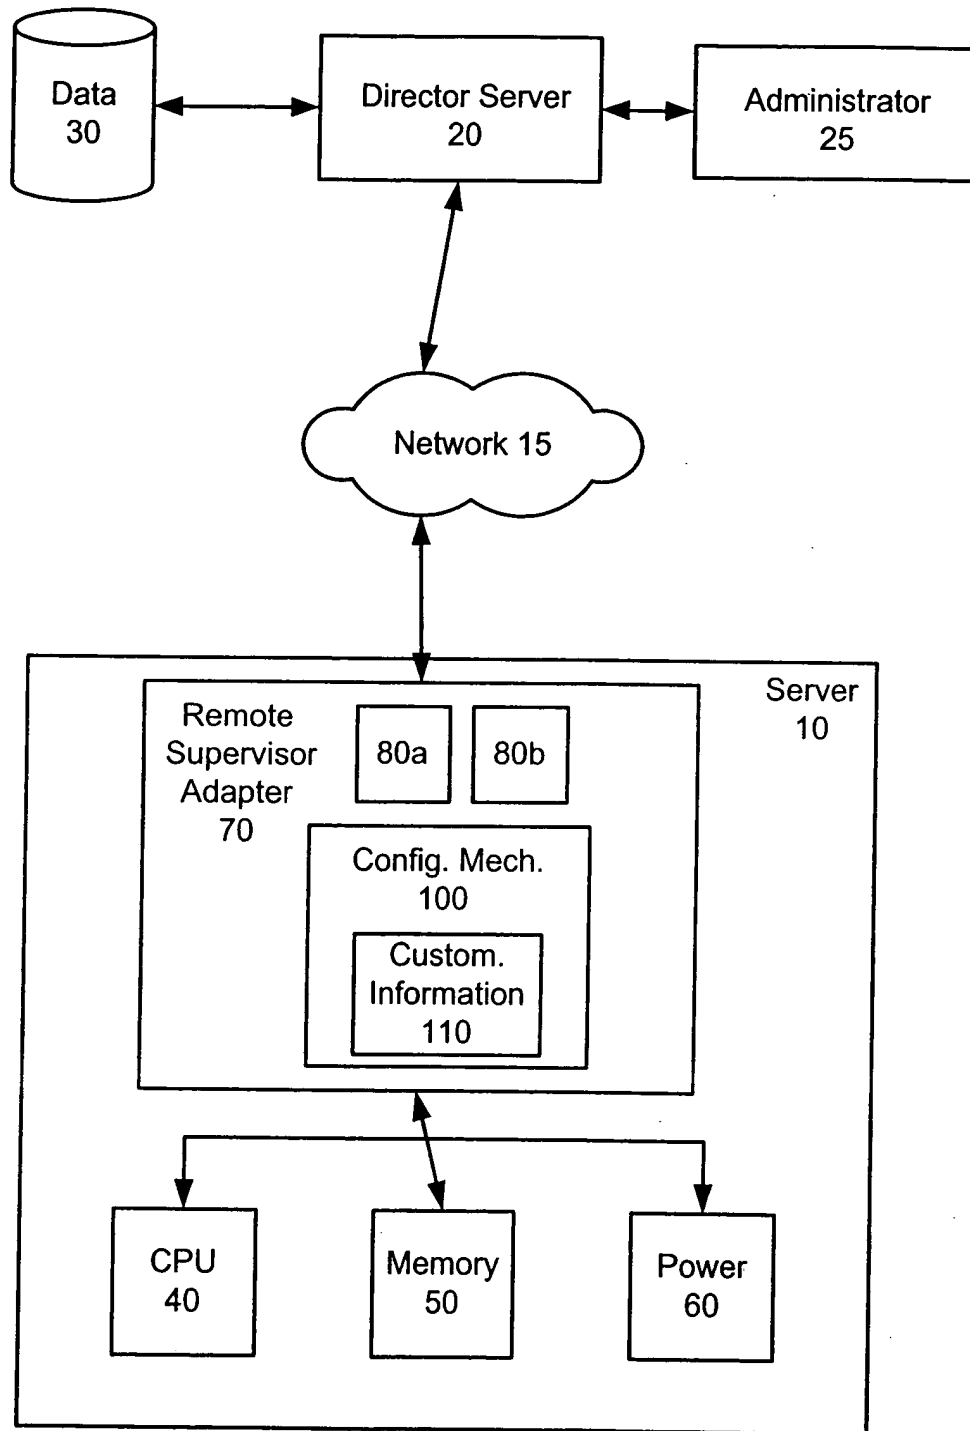 Data
30
Director Server
20
Administrator
25
Network 15
Server
10
Remote
Supervisor
Adapter
70
80a
80b
Config. Mech.
100
Custom.
Information
110
CPU
40
Memory
50
Power
60